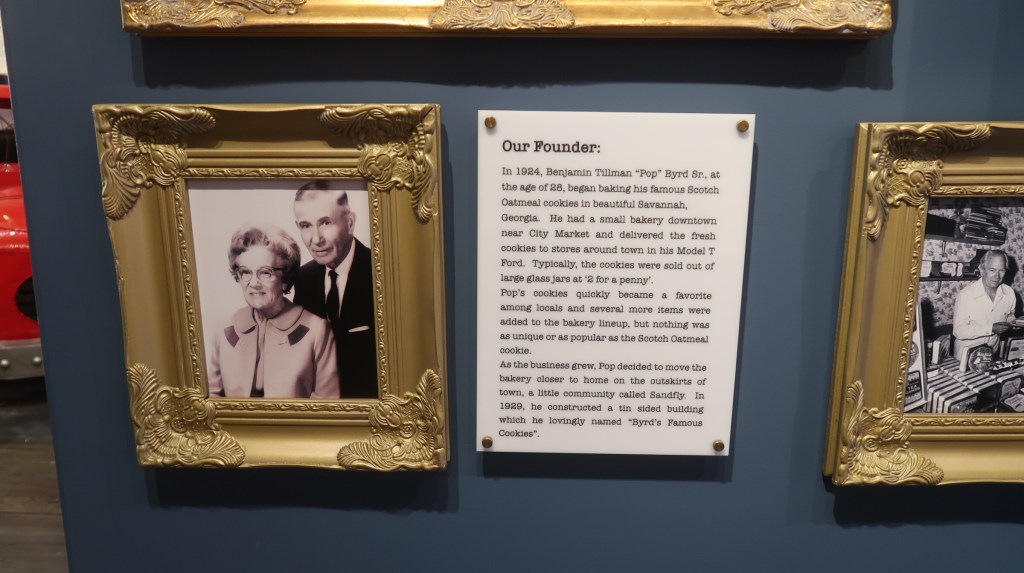 Our Founder:
In 1924, Benjamin Tillman "Pop" Byrd Sr., at
the age of 28, began baking his famous Scotch
Oatmeal cookies in beautiful Savannah,
Georgia. He had a small bakery downtown
near City Market and delivered the fresh
cookies to stores around town in his Model T
Ford. Typically, the cookies were sold out of
large glass jars at '2 for a penny'.
Pop's cookies quickly became a favorite
among locals and several more items were
added to the bakery lineup, but nothing was
as unique or as popular as the Scotch Oatmeal
cookie.
As the business grew, Pop decided to move the
bakery closer to home on the outskirts of
town, a little community called Sandfly. In
1929, he constructed a tin sided building
which he lovingly named "Byrd's Famous
Cookies".